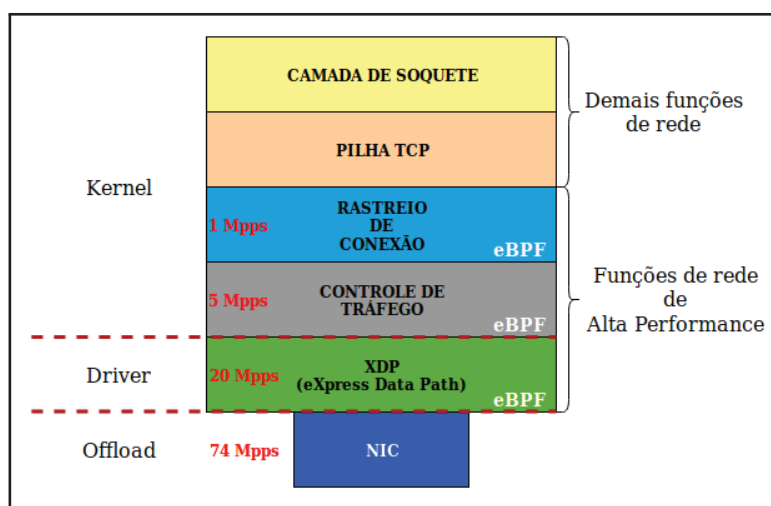 CAMADA DE SOQUETE
Demais funções
de rede
PILHA TCP
Kernel
1 Mpps
RASTREIO
DE
CONEXÃO
eBPF
5 Mpps
CONTROLE DE
TRÁFEGO
eBPF
Funções de rede
de
Alta Performance
Driver
20 Mpps
XDP
(eXpress Data Path)
eBPF
Offload
74 Mpps
NIC